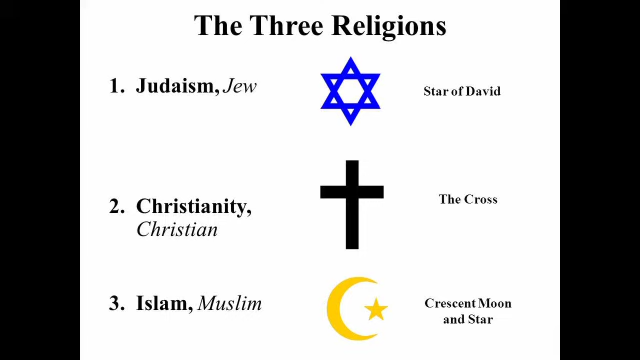 The Three Religions
1. Judaism, Jew
Star of David
2. Christianity,
Christian
The Cross
3. Islam, Muslim
Crescent Moon
and Star